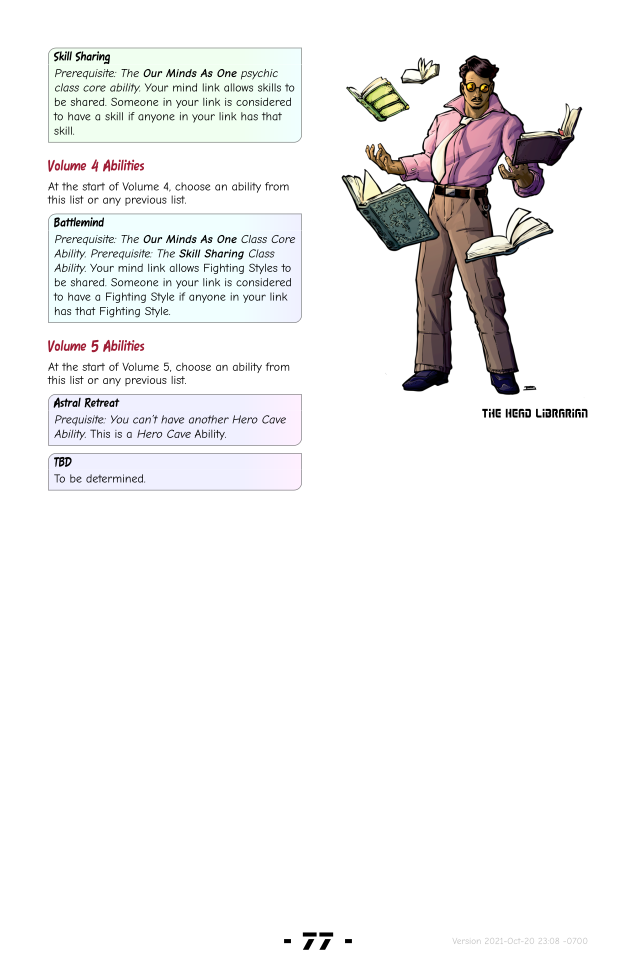 Skill Sharing
Prerequisite: The Our Minds As One psychic
class core ability. Your mind link allows skills to
be shared. Someone in your link is considered
to have a skill if anyone in your link has that
skill.
Volume 4 Abilities
At the start of Volume 4, choose an ability from
this list or any previous list.
Battlemind
Prerequisite: The Our Minds As One Class Core
Ability. Prerequisite: The Skill Sharing Class
Ability. Your mind link allows Fighting Styles to
be shared. Someone in your link is considered
to have a Fighting Style if anyone in your link
has that Fighting Style.
Volume 5 Abilities
At the start of Volume 5, choose an ability from
this list or any previous list.
Astral Retreat
Prequisite: You can't have another Hero Cave
Ability. This is a Hero Cave Ability.
TBD
To be determined.
The Head Librarian
- 77 -
Version 2021-Oct-20 23:08 -0700